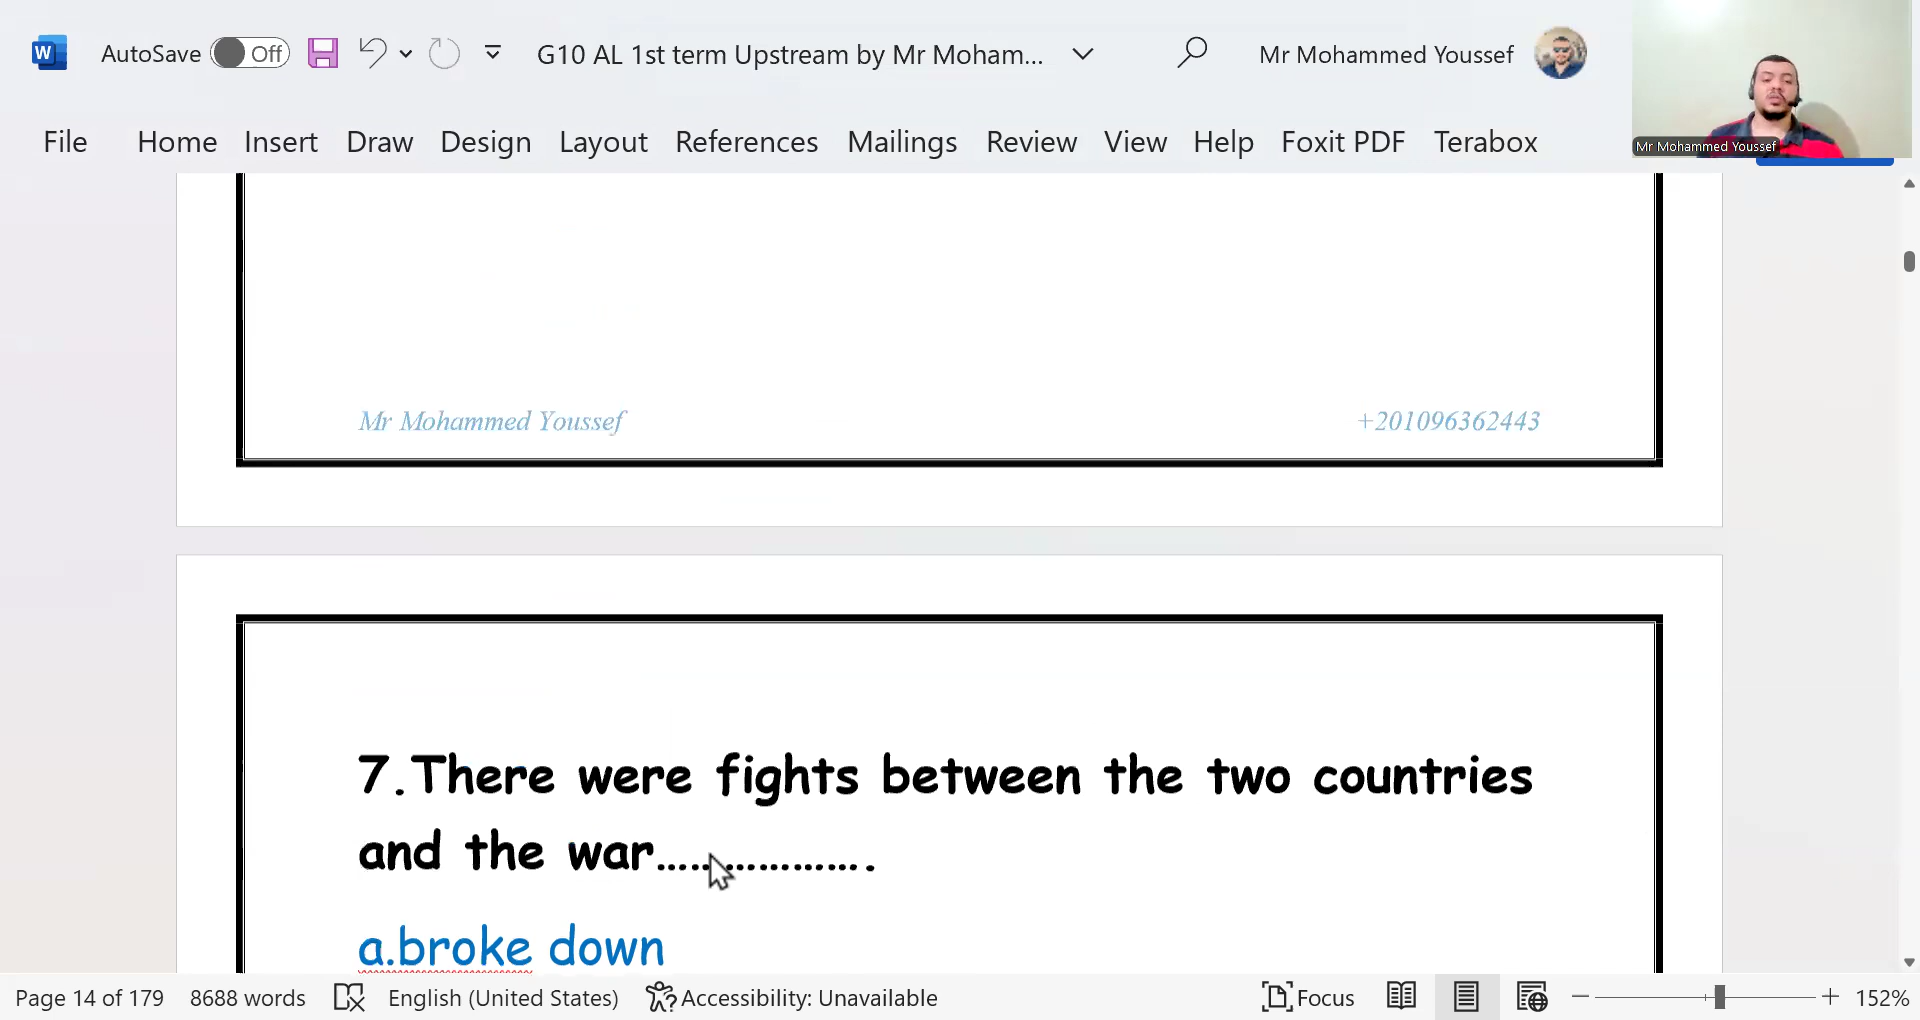 AutoSave Off G10 AL 1st term Upstream by Mr Moham... Mr Mohammed Youssef
File Home Insert Draw Design Layout References Mailings Review View Help Foxit PDF Terabox
Mr Mohammed Youssef
Mr Mohammed Youssef +201096362443
7.There were fights between the two countries
and the war...................
a.broke down
Page 14 of 179 8688 words English (United States) Accessibility: Unavailable Focus 152%